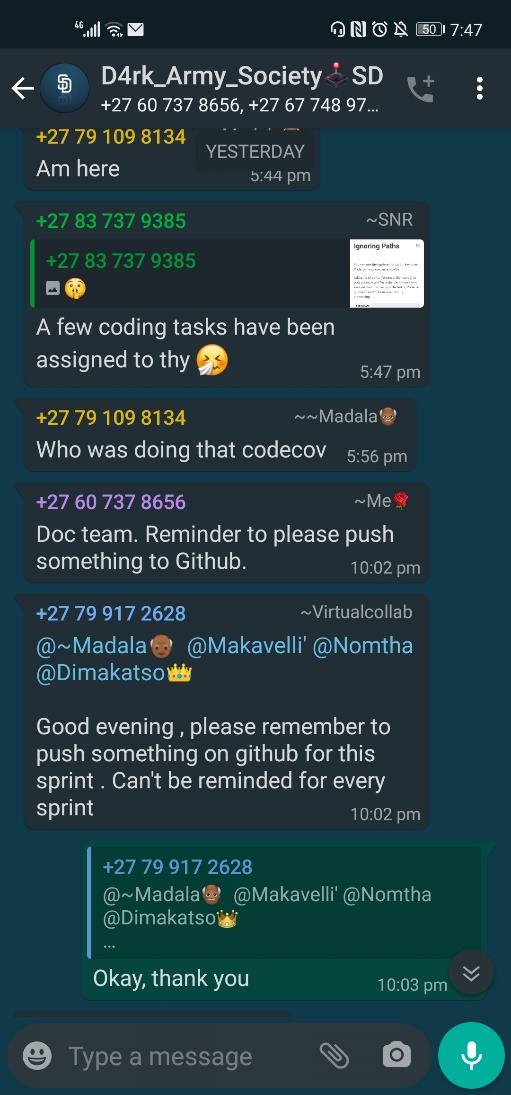 4G 50 7:47
D4rk_Army_Society🕹️SD
+27 60 737 8656, +27 67 748 97...
+27 79 109 8134
YESTERDAY
Am here
5:44 pm
+27 83 737 9385 ~SNR
+27 83 737 9385
Ignoring Paths
🤫
A few coding tasks have been
assigned to thy 🤧
5:47 pm
+27 79 109 8134 ~~Madala👴🏾
Who was doing that codecov 5:56 pm
+27 60 737 8656 ~Me🌹
Doc team. Reminder to please push
something to Github. 10:02 pm
+27 79 917 2628 ~Virtualcollab
@~Madala👴🏾 @Makavelli' @Nomtha
@Dimakatso👑
Good evening , please remember to
push something on github for this
sprint . Can't be reminded for every
sprint 10:02 pm
+27 79 917 2628
@~Madala👴🏾 @Makavelli' @Nomtha
@Dimakatso👑
...
Okay, thank you 10:03 pm
Type a message